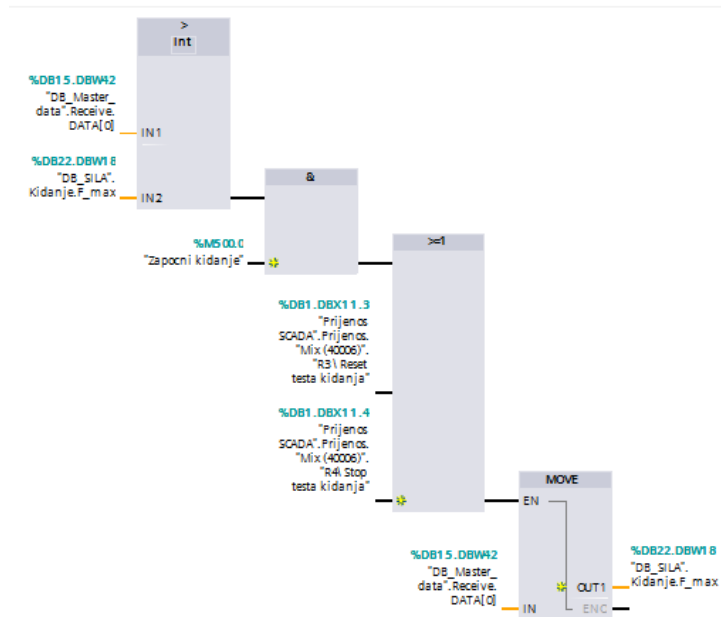 >
Int
%DB15.DBW42
"DB_Master_
data".Receive.
DATA[0]
IN1
%DB22.DBW18
"DB_SILA".
Kidanje.F_max
IN2
&
%M500.0
"Zapocni kidanje"
>=1
%DB1.DBX11.3
"Prijenos
SCADA".Prijenos.
"Mix (40006)".
"R3\ Reset
testa kidanja"
%DB1.DBX11.4
"Prijenos
SCADA".Prijenos.
"Mix (40006)".
"R4\ Stop
testa kidanja"
MOVE
EN
%DB15.DBW42
"DB_Master_
data".Receive.
DATA[0]
IN
%DB22.DBW18
"DB_SILA".
Kidanje.F_max
OUT1
ENO